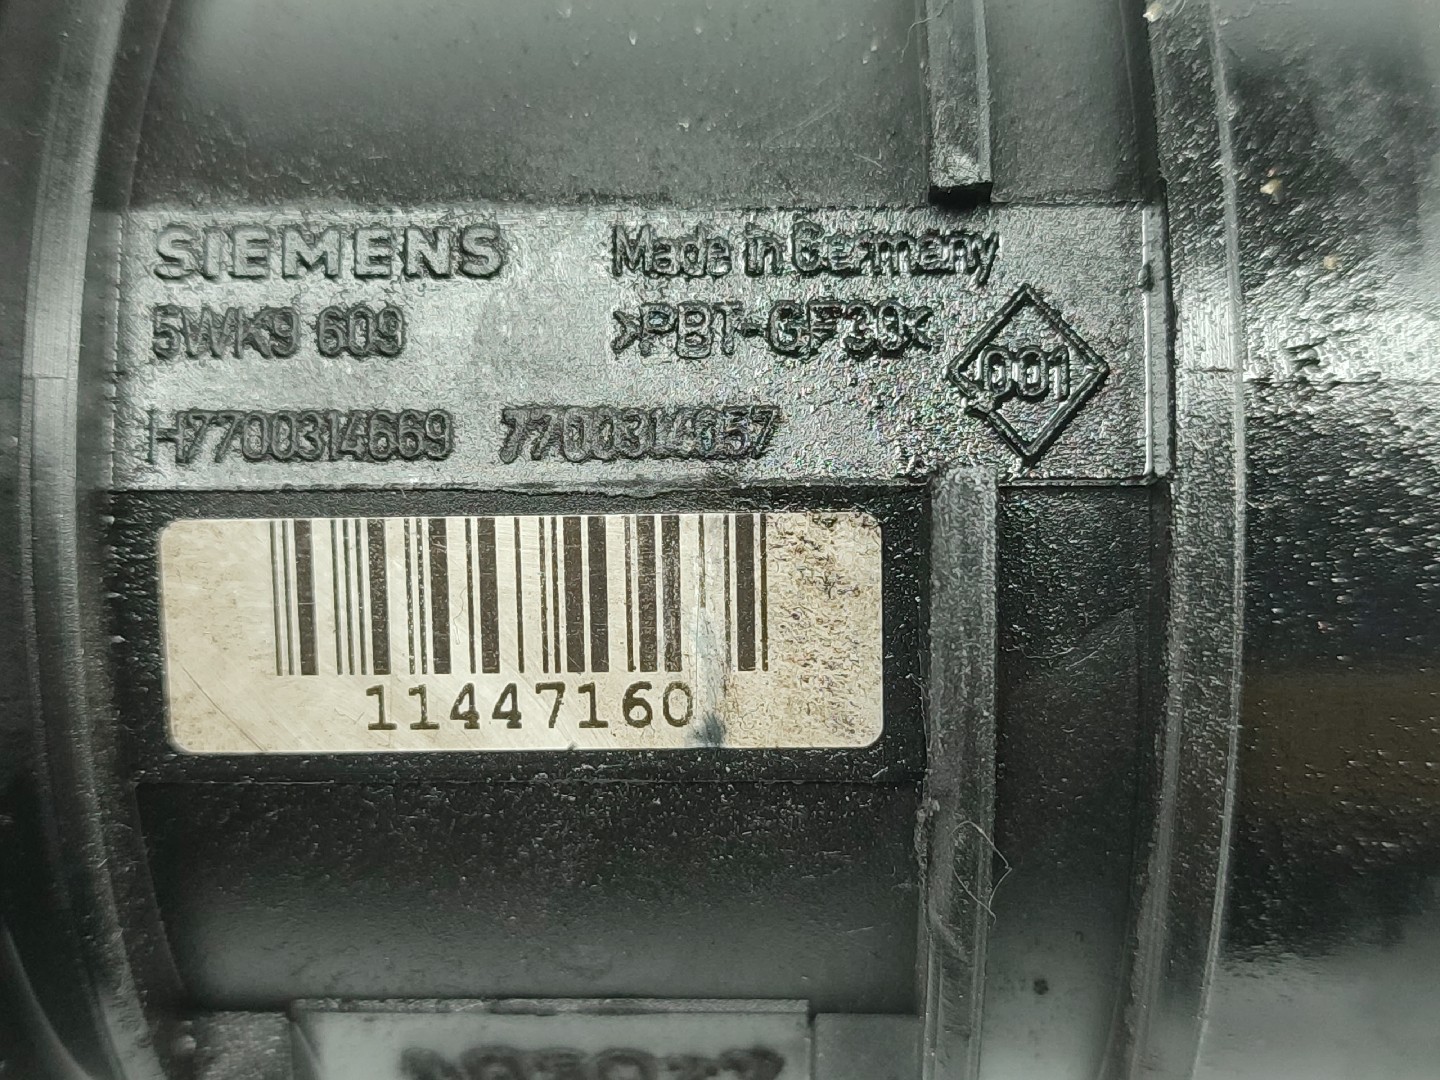 SIEMENS Made in Germany
5WK9 609 >PBT-GF30< 001
H7700314669 7700314057
11447160